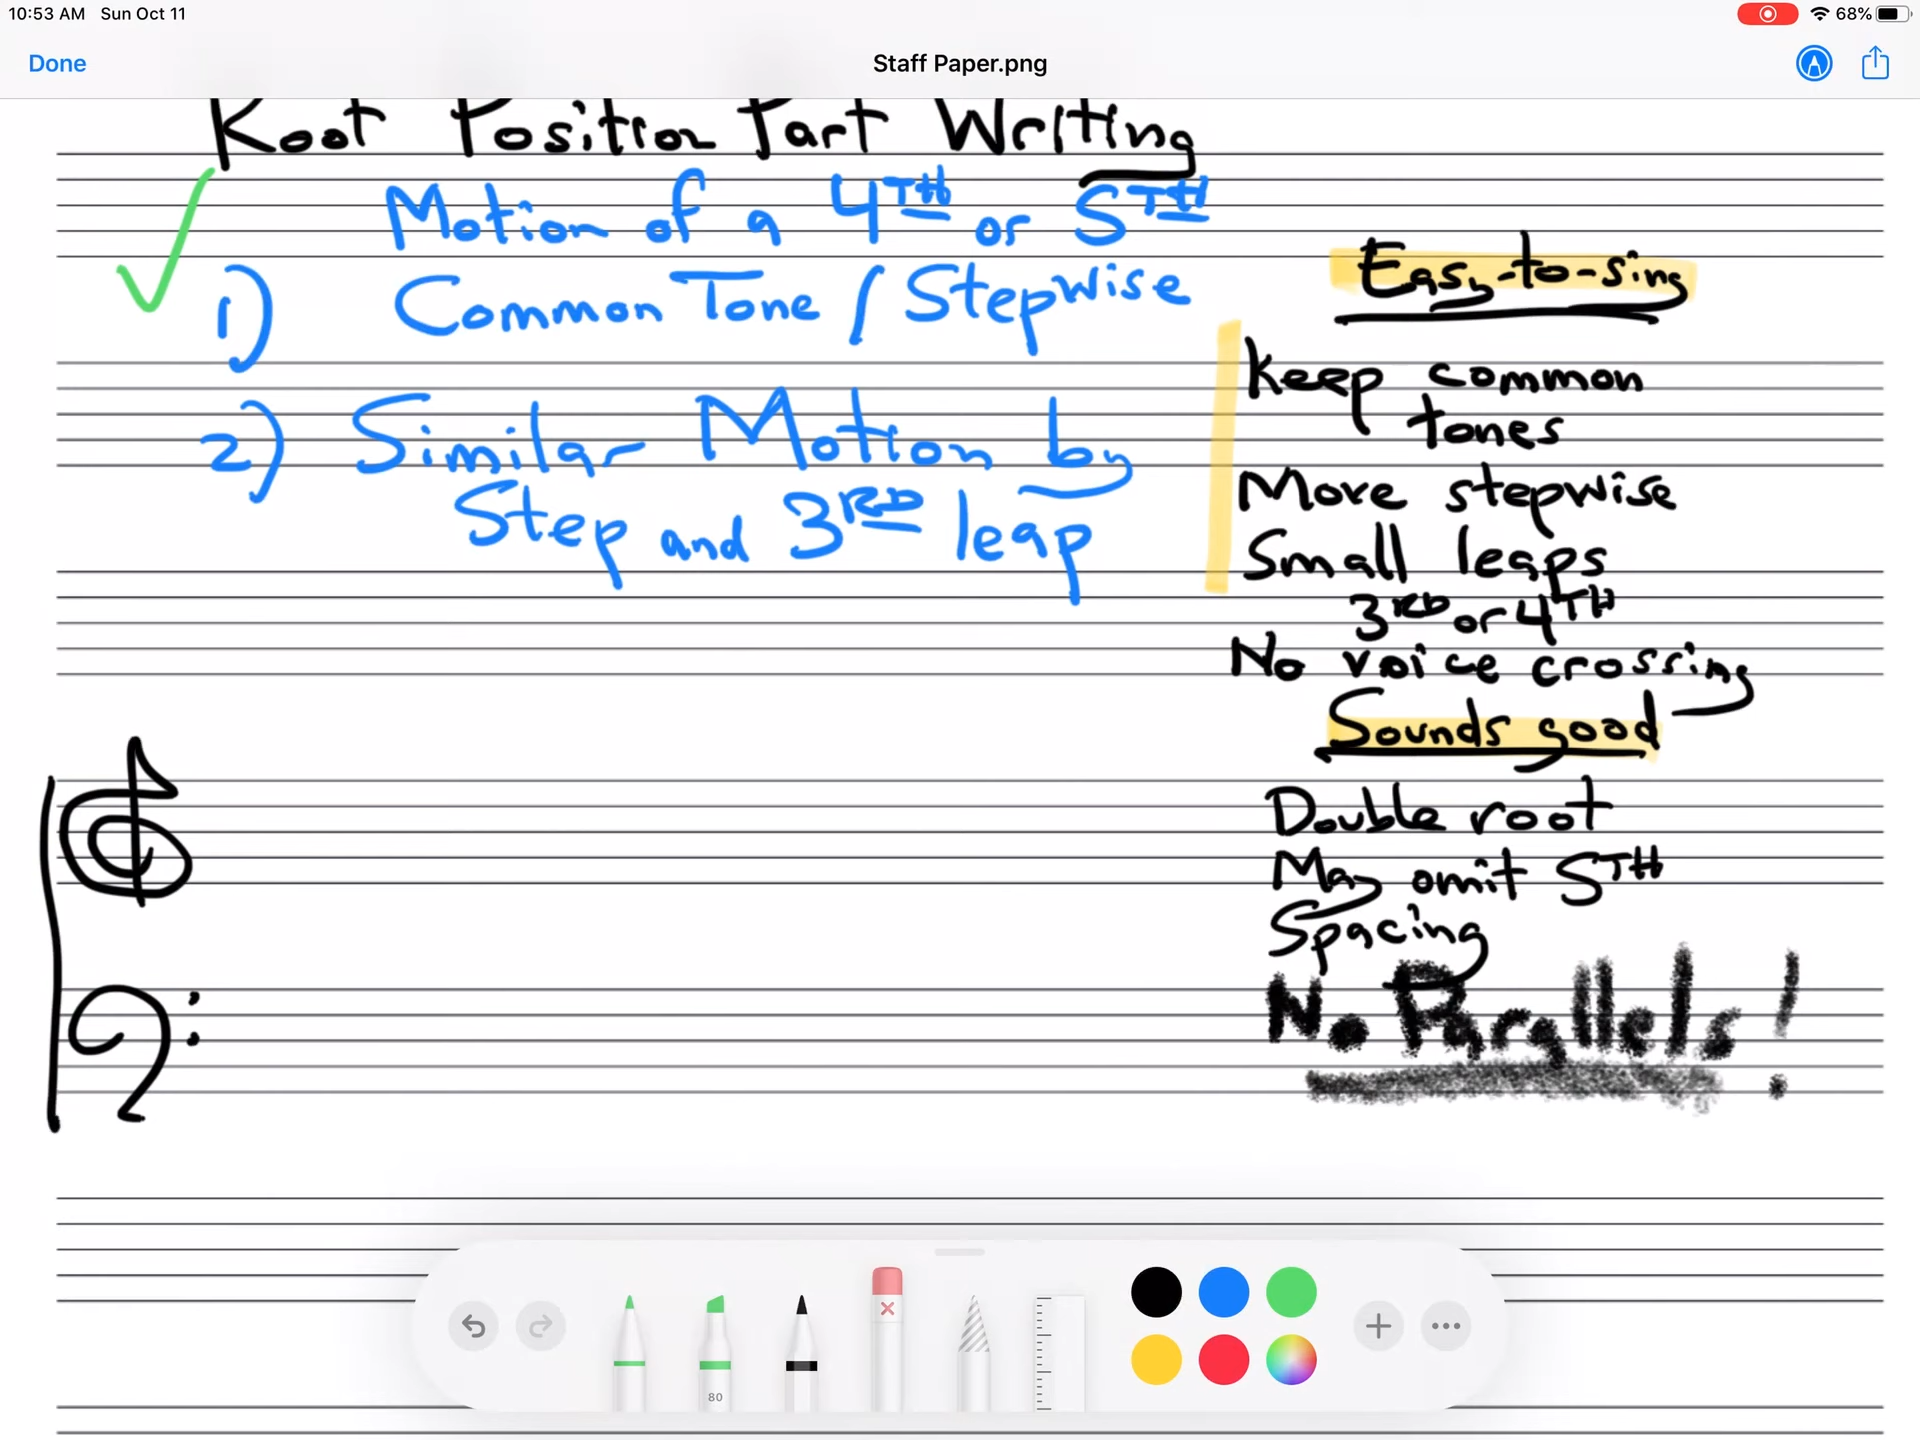 10:53 AM Sun Oct 11
68%
Done
Staff Paper.png
Root Position Part Writing
Motion of a 4TH or 5TH
1) Common Tone / Stepwise
2) Similar Motion by
Step and 3RD leap
Easy-to-sing
Keep common
tones
More stepwise
Small leaps
3RD or 4TH
No voice crossing
Sounds good
Double root
May omit 5TH
Spacing
No Parallels!
80